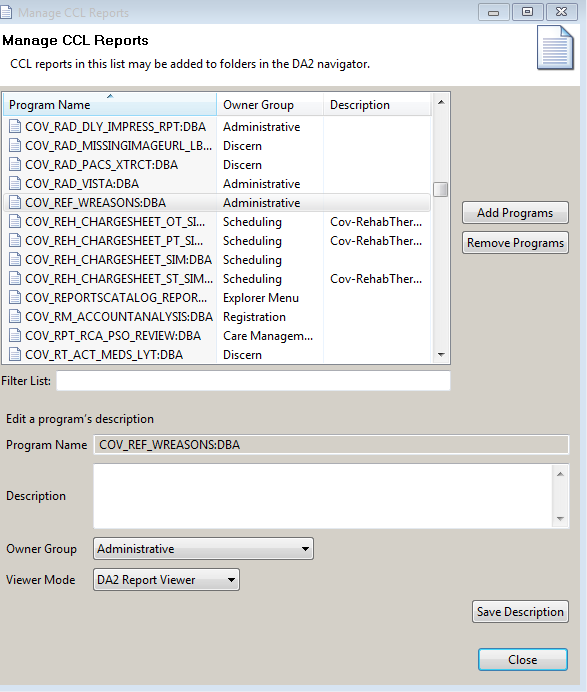 Manage CCL Reports
Manage CCL Reports
CCL reports in this list may be added to folders in the DA2 navigator.
Program Name Owner Group Description
COV_RAD_DLY_IMPRESS_RPT:DBA Administrative
COV_RAD_MISSINGIMAGEURL_LB... Discern
COV_RAD_PACS_XTRCT:DBA Discern
COV_RAD_VISTA:DBA Administrative
COV_REF_WREASONS:DBA Administrative
COV_REH_CHARGESHEET_OT_SI... Scheduling Cov-RehabTher...
COV_REH_CHARGESHEET_PT_SI... Scheduling Cov-RehabTher...
COV_REH_CHARGESHEET_SIM:DBA Scheduling
COV_REH_CHARGESHEET_ST_SIM... Scheduling Cov-RehabTher...
COV_REPORTSCATALOG_REPOR... Explorer Menu
COV_RM_ACCOUNTANALYSIS:DBA Registration
COV_RPT_RCA_PSO_REVIEW:DBA Care Managem...
COV_RT_ACT_MEDS_LYT:DBA Discern
Add Programs
Remove Programs
Filter List:
Edit a program's description
Program Name COV_REF_WREASONS:DBA
Description
Owner Group Administrative
Viewer Mode DA2 Report Viewer
Save Description
Close